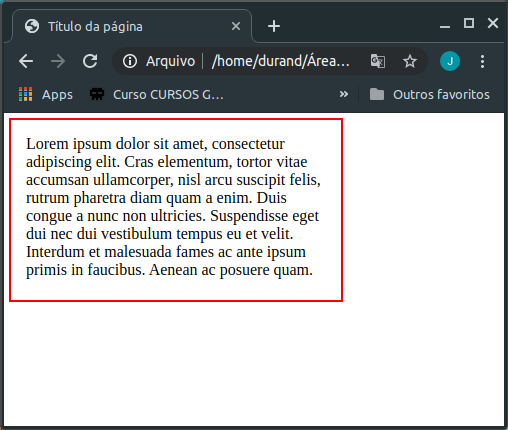 Título da página
Arquivo /home/durand/Área...
J
Apps Curso CURSOS G... » Outros favoritos
Lorem ipsum dolor sit amet, consectetur
adipiscing elit. Cras elementum, tortor vitae
accumsan ullamcorper, nisl arcu suscipit felis,
rutrum pharetra diam quam a enim. Duis
congue a nunc non ultricies. Suspendisse eget
dui nec dui vestibulum tempus eu et velit.
Interdum et malesuada fames ac ante ipsum
primis in faucibus. Aenean ac posuere quam.